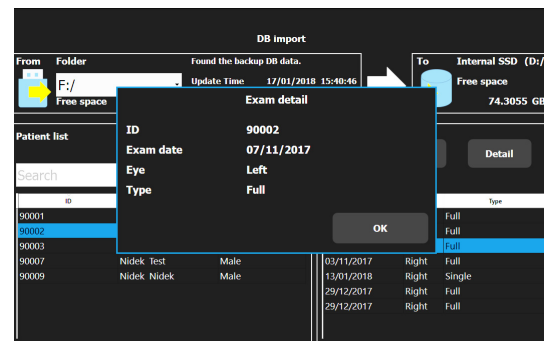 DB import
From Folder Found the backup DB data. To Internal SSD (D:/
F:/ Update Time 17/01/2018 15:40:46 Free space
Free space 74.3055 GB
Exam detail
ID 90002
Exam date 07/11/2017
Eye Left
Type Full
OK
Patient list
Detail
Search
ID Type
90001 Full
90002 Full
90003 Full
90007 Nidek Test Male 03/11/2017 Right Full
90009 Nidek Nidek Male 13/01/2018 Right Single
29/12/2017 Right Full
29/12/2017 Right Full